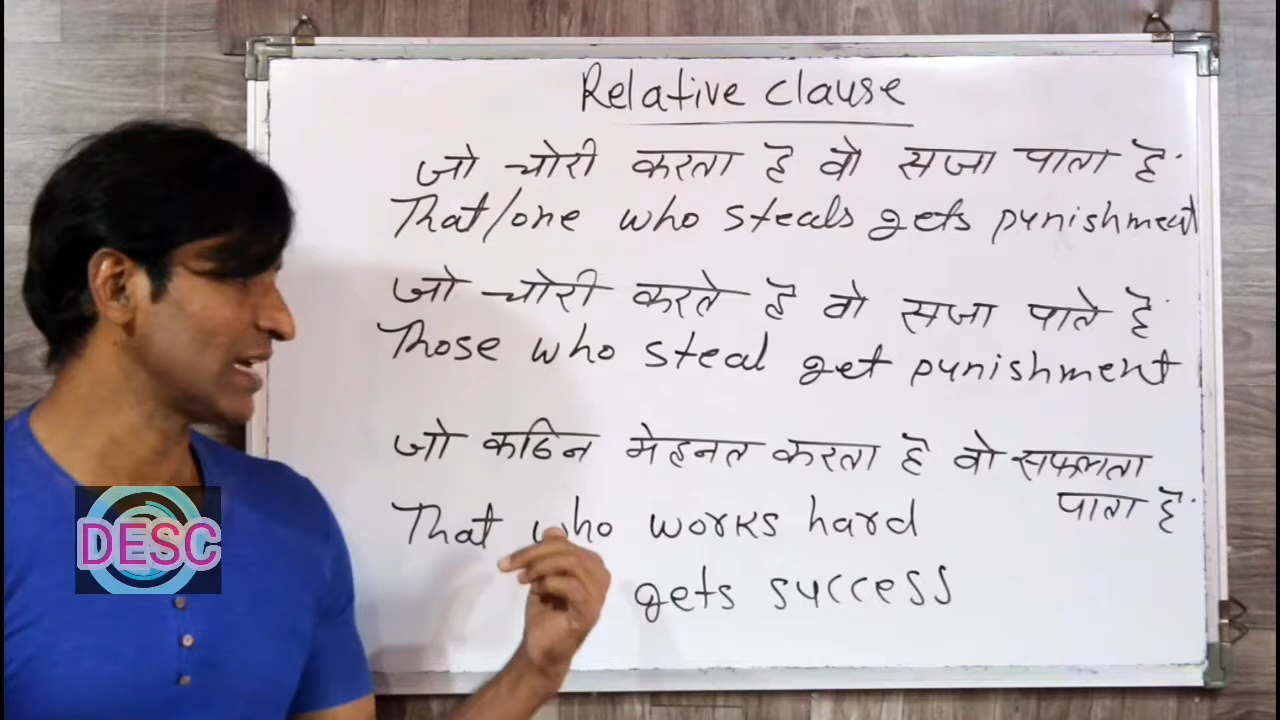 Relative clause
जो चोरी करता है वो सजा पाता है.
That/one who steals gets punishment
जो चोरी करते है वो सजा पाते है.
Those who steal get punishment
जो कठिन मेहनत करता है वो सफलता
पाता है.
That who works hard
gets success
DESC